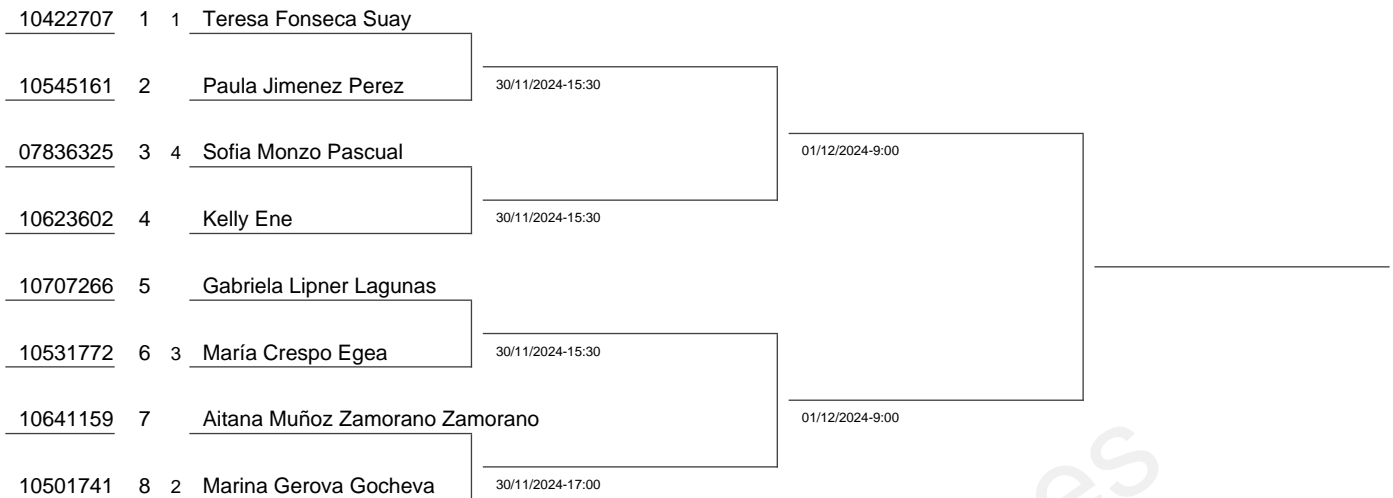 10422707 1 1 Teresa Fonseca Suay
10545161 2 Paula Jimenez Perez 30/11/2024-15:30
07836325 3 4 Sofia Monzo Pascual 01/12/2024-9:00
10623602 4 Kelly Ene 30/11/2024-15:30
10707266 5 Gabriela Lipner Lagunas
10531772 6 3 María Crespo Egea 30/11/2024-15:30
10641159 7 Aitana Muñoz Zamorano Zamorano 01/12/2024-9:00
10501741 8 2 Marina Gerova Gocheva 30/11/2024-17:00
es